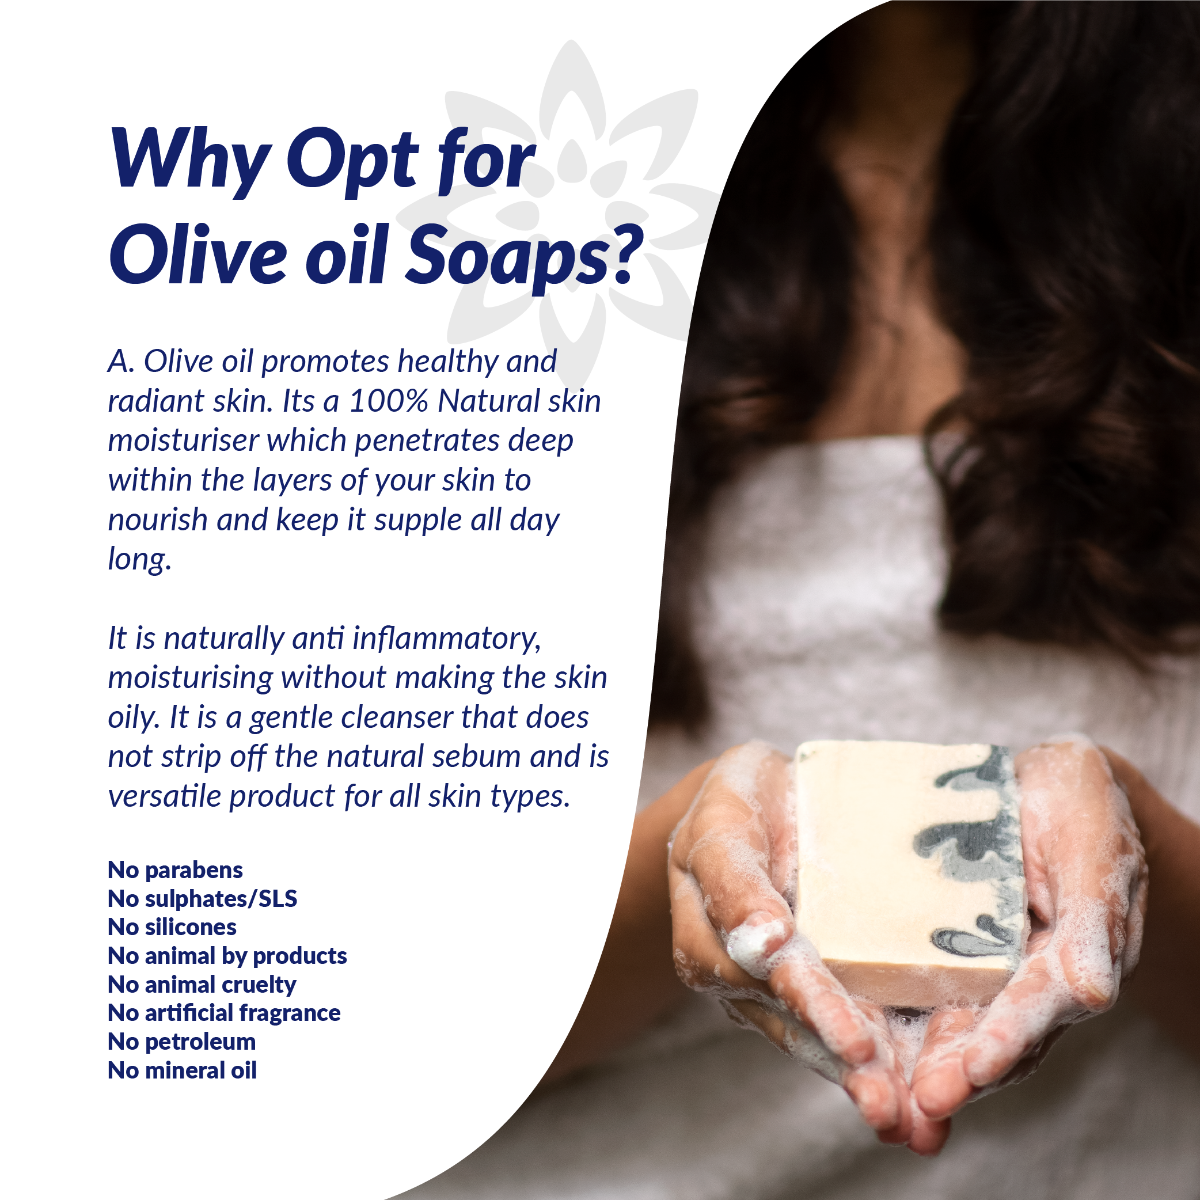 Why Opt for
Olive oil Soaps?
A. Olive oil promotes healthy and
radiant skin. Its a 100% Natural skin
moisturiser which penetrates deep
within the layers of your skin to
nourish and keep it supple all day
long.
It is naturally anti inflammatory,
moisturising without making the skin
oily. It is a gentle cleanser that does
not strip off the natural sebum and is
versatile product for all skin types.
No parabens
No sulphates/SLS
No silicones
No animal by products
No animal cruelty
No artificial fragrance
No petroleum
No mineral oil